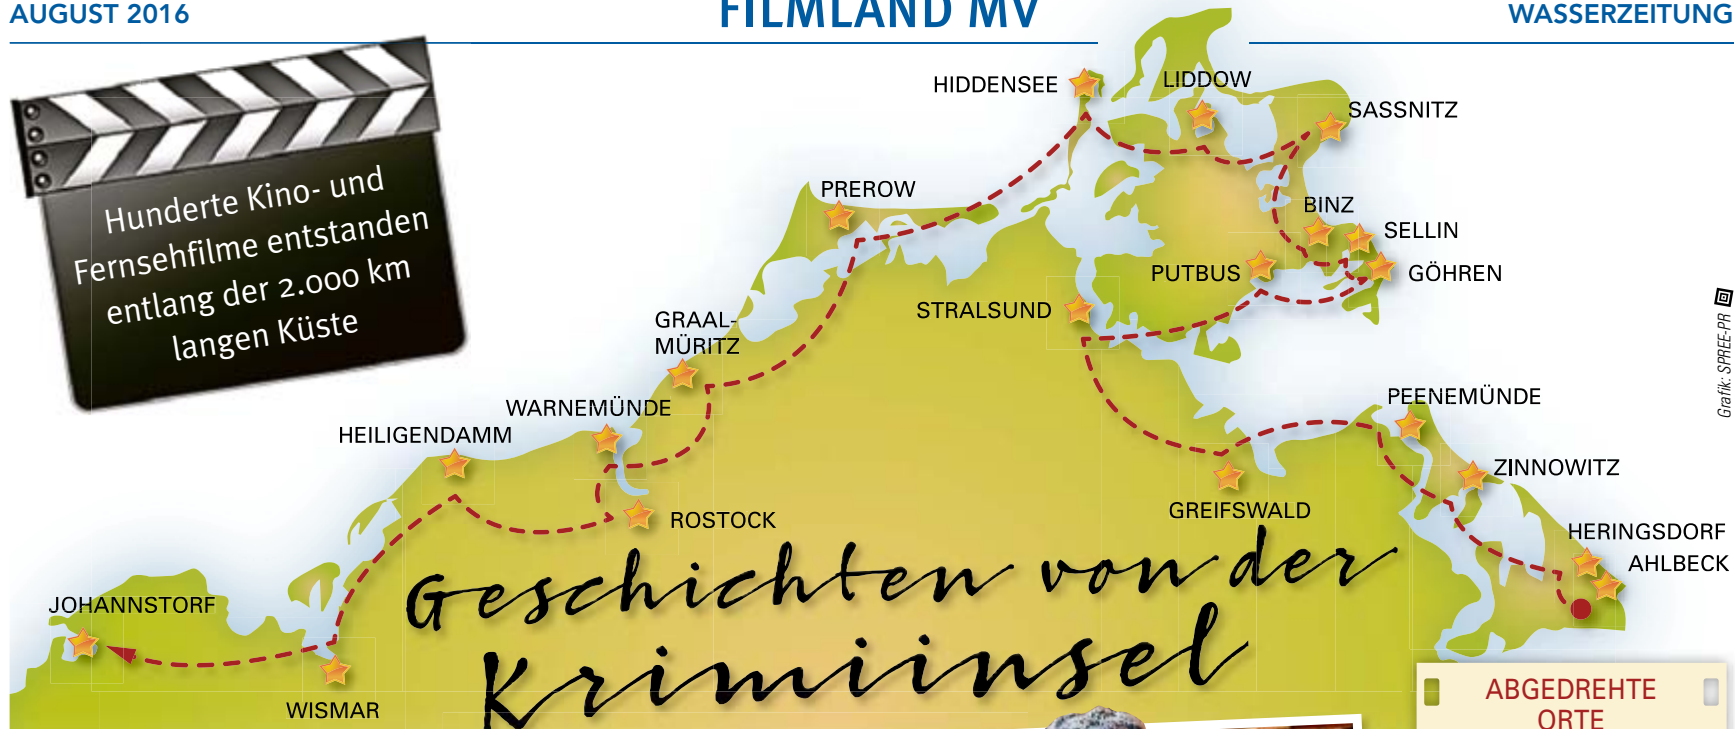 AUGUST 2016
FILMLAND MV
WASSERZEITUNG
Hunderte Kino- und
Fernsehfilme entstanden
entlang der 2.000 km
langen Küste
HIDDENSEE
LIDDOW
SASSNITZ
PREROW
BINZ
SELLIN
PUTBUS
GÖHREN
STRALSUND
GRAAL-
MÜRITZ
WARNEMÜNDE
HEILIGENDAMM
PEENEMÜNDE
ZINNOWITZ
GREIFSWALD
ROSTOCK
HERINGSDORF
AHLBECK
JOHANNSTORF
WISMAR
Geschichten von der
Krimiinsel
ABGEDREHTE
ORTE
Grafik: SPREE-PR